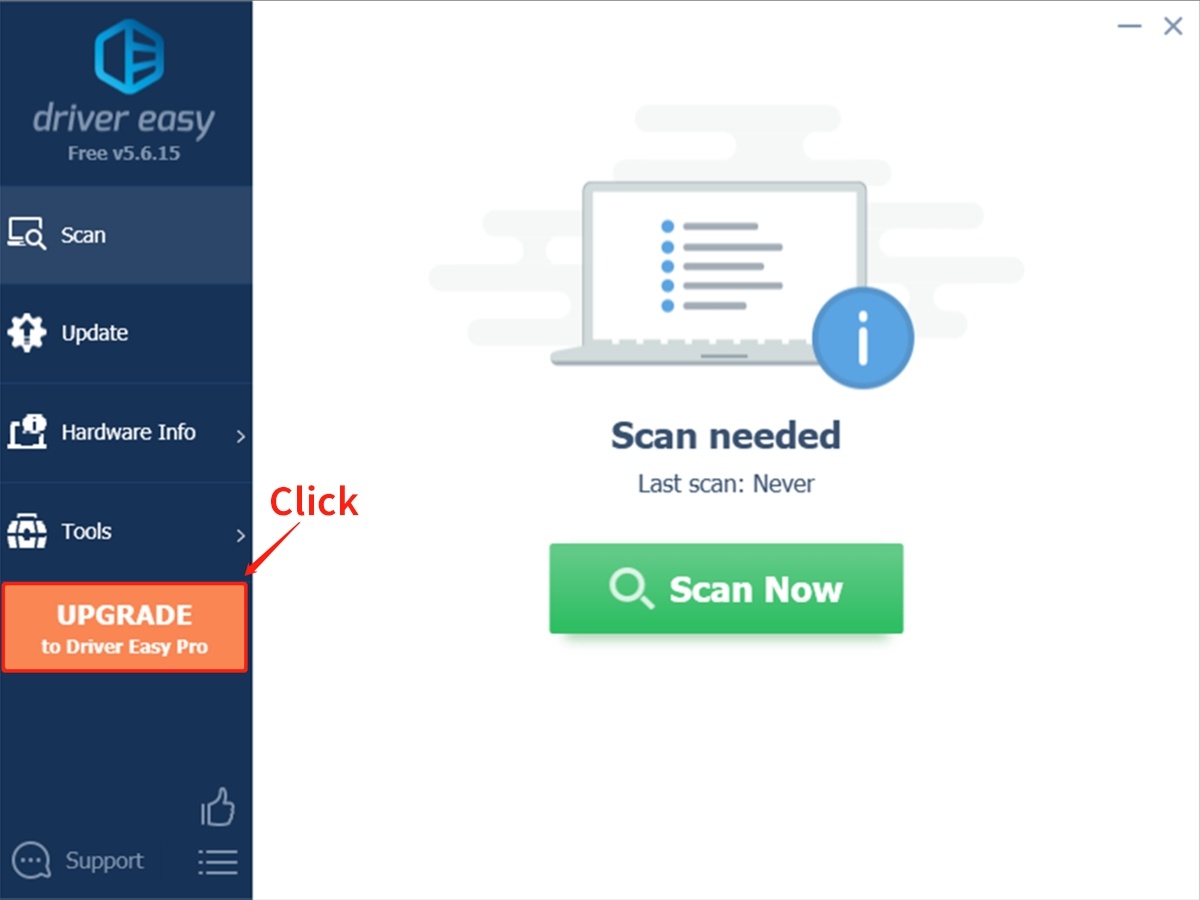 driver easy
Free v5.6.15
Scan
Update
Hardware Info
Tools
Click
UPGRADE
to Driver Easy Pro
Support
Scan needed
Last scan: Never
Scan Now